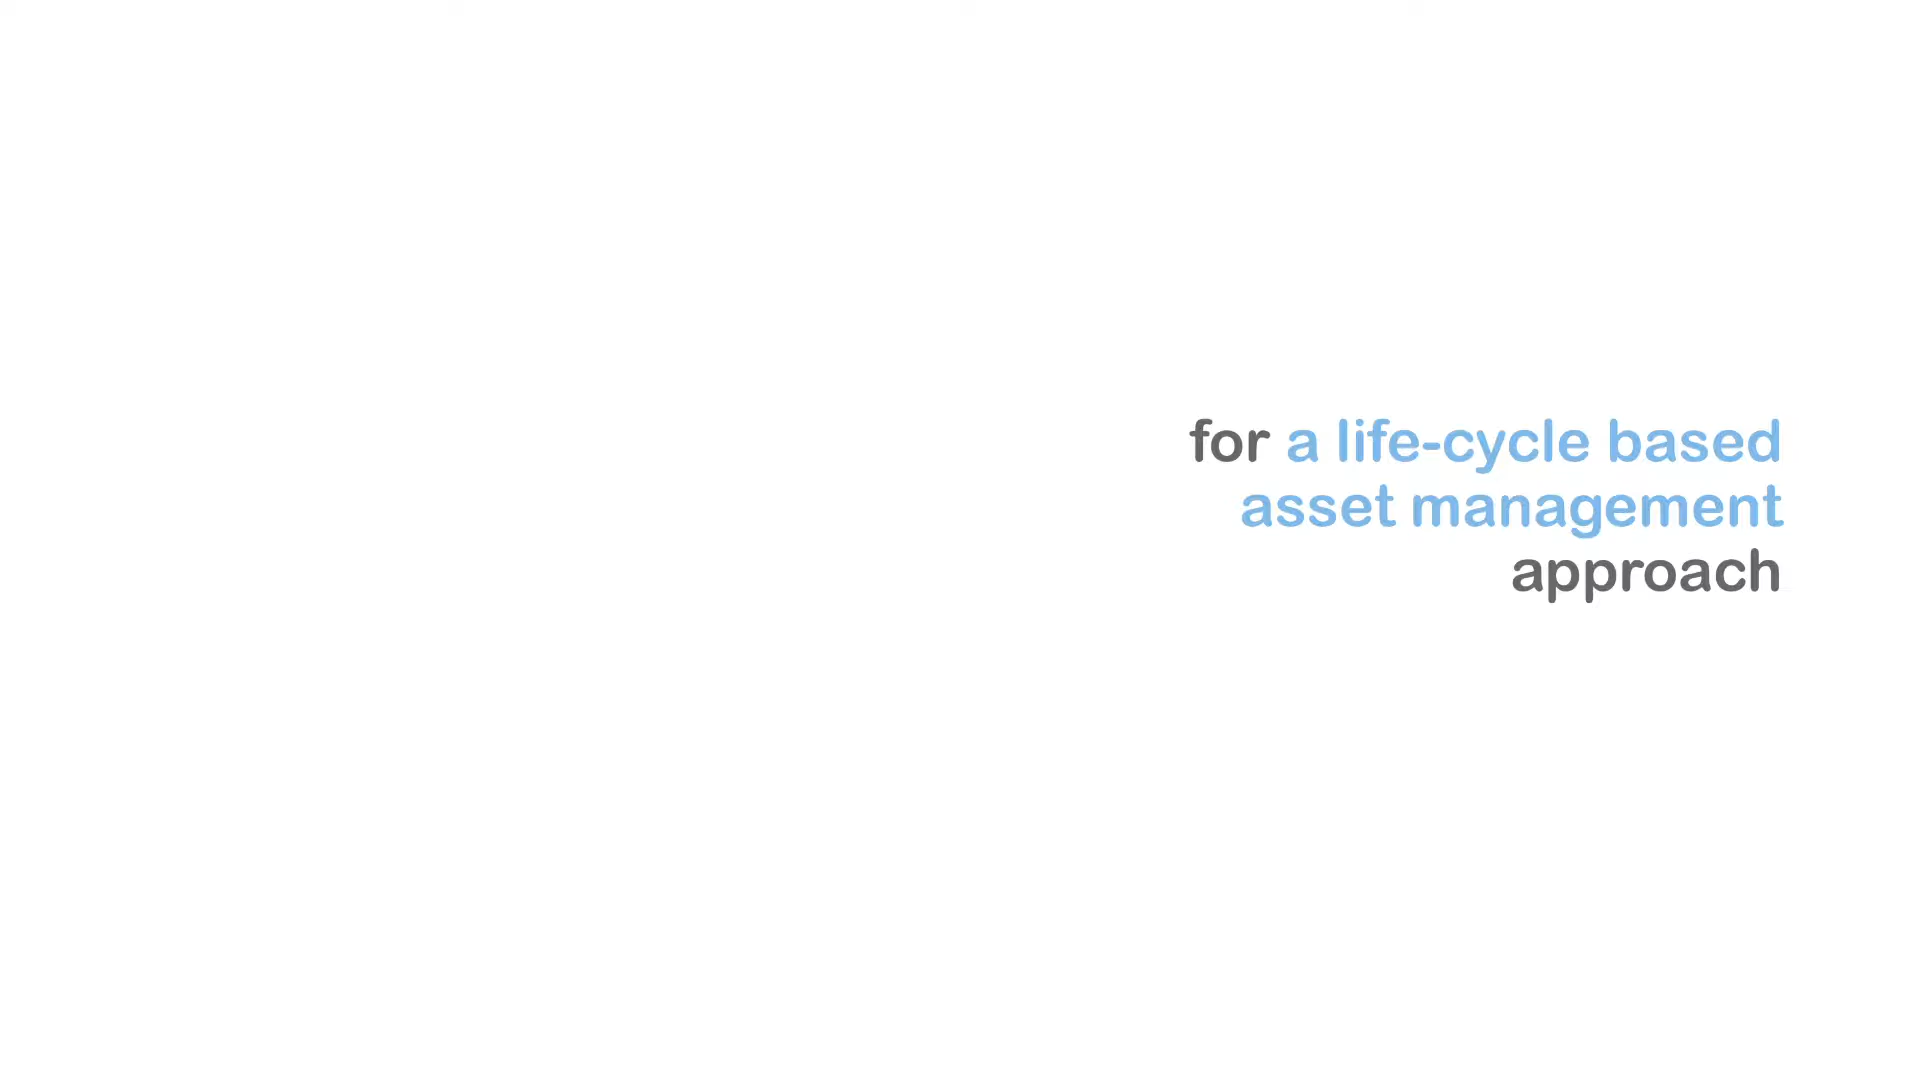 for a life-cycle based
asset management
approach